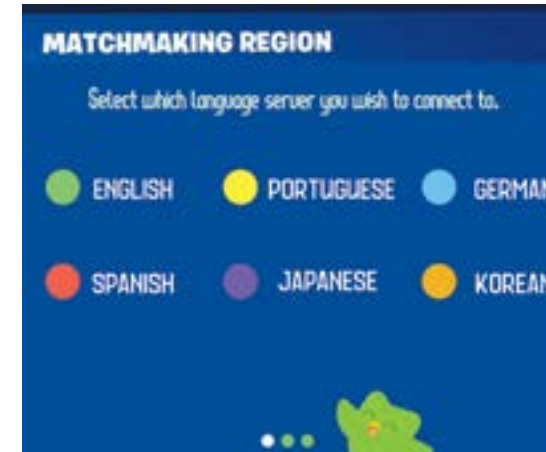 MATCHMAKING REGION
Select which language server you wish to connect to.
ENGLISH PORTUGUESE GERMAN
SPANISH JAPANESE KOREAN